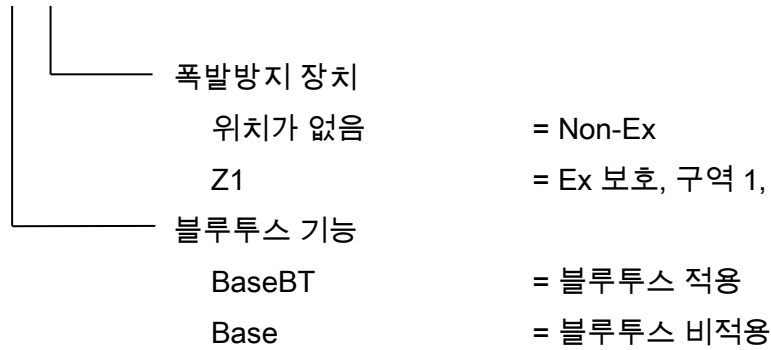 폭발방지 장치
위치가 없음 = Non-Ex
Z1 = Ex 보호, 구역 1,
블루투스 기능
BaseBT = 블루투스 적용
Base = 블루투스 비적용